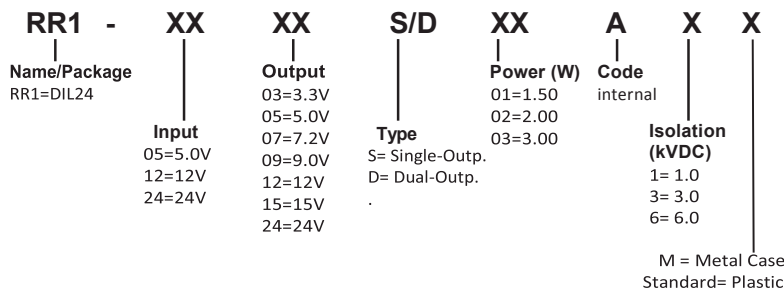 RR1 - XX XX S/D XX A X X
Name/Package
RR1=DIL24
Input
05=5.0V
12=12V
24=24V
Output
03=3.3V
05=5.0V
07=7.2V
09=9.0V
12=12V
15=15V
24=24V
Type
S= Single-Outp.
D= Dual-Outp.
.
Power (W)
01=1.50
02=2.00
03=3.00
Code
internal
Isolation
(kVDC)
1= 1.0
3= 3.0
6= 6.0
M = Metal Case
Standard= Plastic